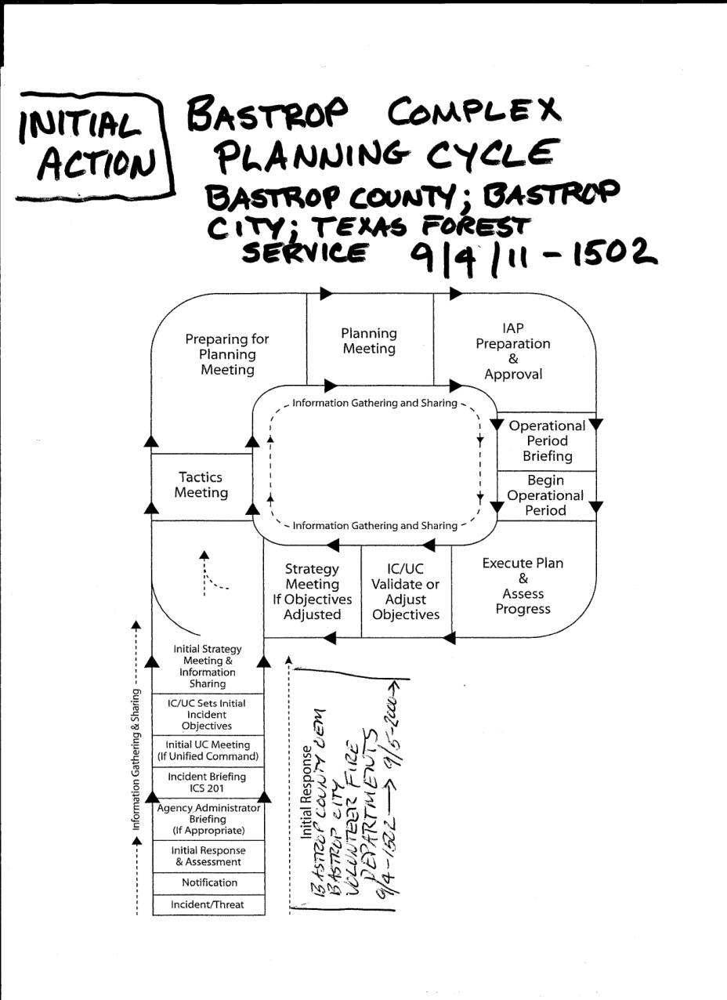 INITIAL
ACTION
BASTROP COMPLEX
PLANNING CYCLE
BASTROP COUNTY; BASTROP
CITY; TEXAS FOREST
SERVICE 9/4/11 - 1502
Preparing for
Planning
Meeting
Planning
Meeting
IAP
Preparation
&
Approval
Information Gathering and Sharing
Operational
Period
Briefing
Begin
Operational
Period
Tactics
Meeting
Information Gathering and Sharing
Strategy
Meeting
If Objectives
Adjusted
IC/UC
Validate or
Adjust
Objectives
Execute Plan
&
Assess
Progress
Initial Strategy
Meeting &
Information
Sharing
IC/UC Sets Initial
Incident
Objectives
Initial UC Meeting
(If Unified Command)
Incident Briefing
ICS 201
Agency Administrator
Briefing
(If Appropriate)
Initial Response
& Assessment
Notification
Incident/Threat
Information Gathering & Sharing
Initial Response
BASTROP COUNTY OEM
BASTROP CITY
VOLUNTEER FIRE
DEPARTMENTS
9/4-1502 → 9/5-2000 →